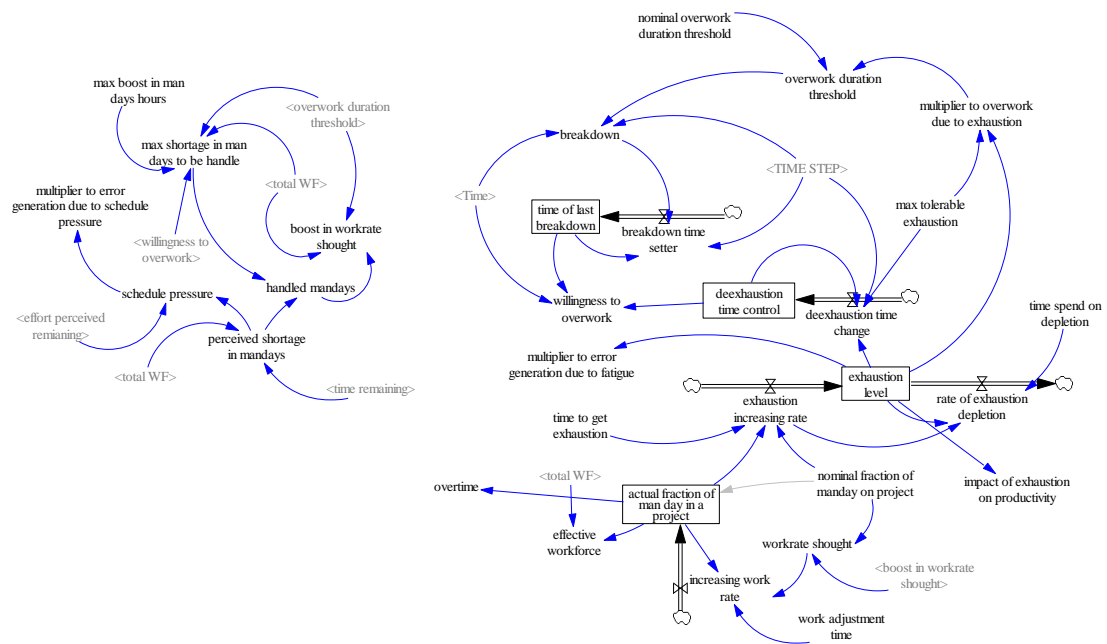 max boost in man
days hours
<overwork duration
threshold>
max shortage in man
days to be handle
<total WF>
multiplier to error
generation due to schedule
pressure
<willingness to
overwork>
boost in workrate
shought
handled mandays
schedule pressure
<effort perceived
remianing>
perceived shortage
in mandays
<total WF>
<time remaining>
nominal overwork
duration threshold
overwork duration
threshold
multiplier to overwork
due to exhaustion
breakdown
<TIME STEP>
<Time>
max tolerable
exhaustion
time of last
breakdown
breakdown time
setter
willingness to
overwork
deexhaustion
time control
deexhaustion time
change
time spend on
depletion
multiplier to error
generation due to fatigue
exhaustion
level
exhaustion
increasing rate
rate of exhaustion
depletion
time to get
exhaustion
nominal fraction of
manday on project
impact of exhaustion
on productivity
overtime
<total WF>
actual fraction of
man day in a
project
effective
workforce
workrate shought
<boost in workrate
shought>
increasing work
rate
work adjustment
time